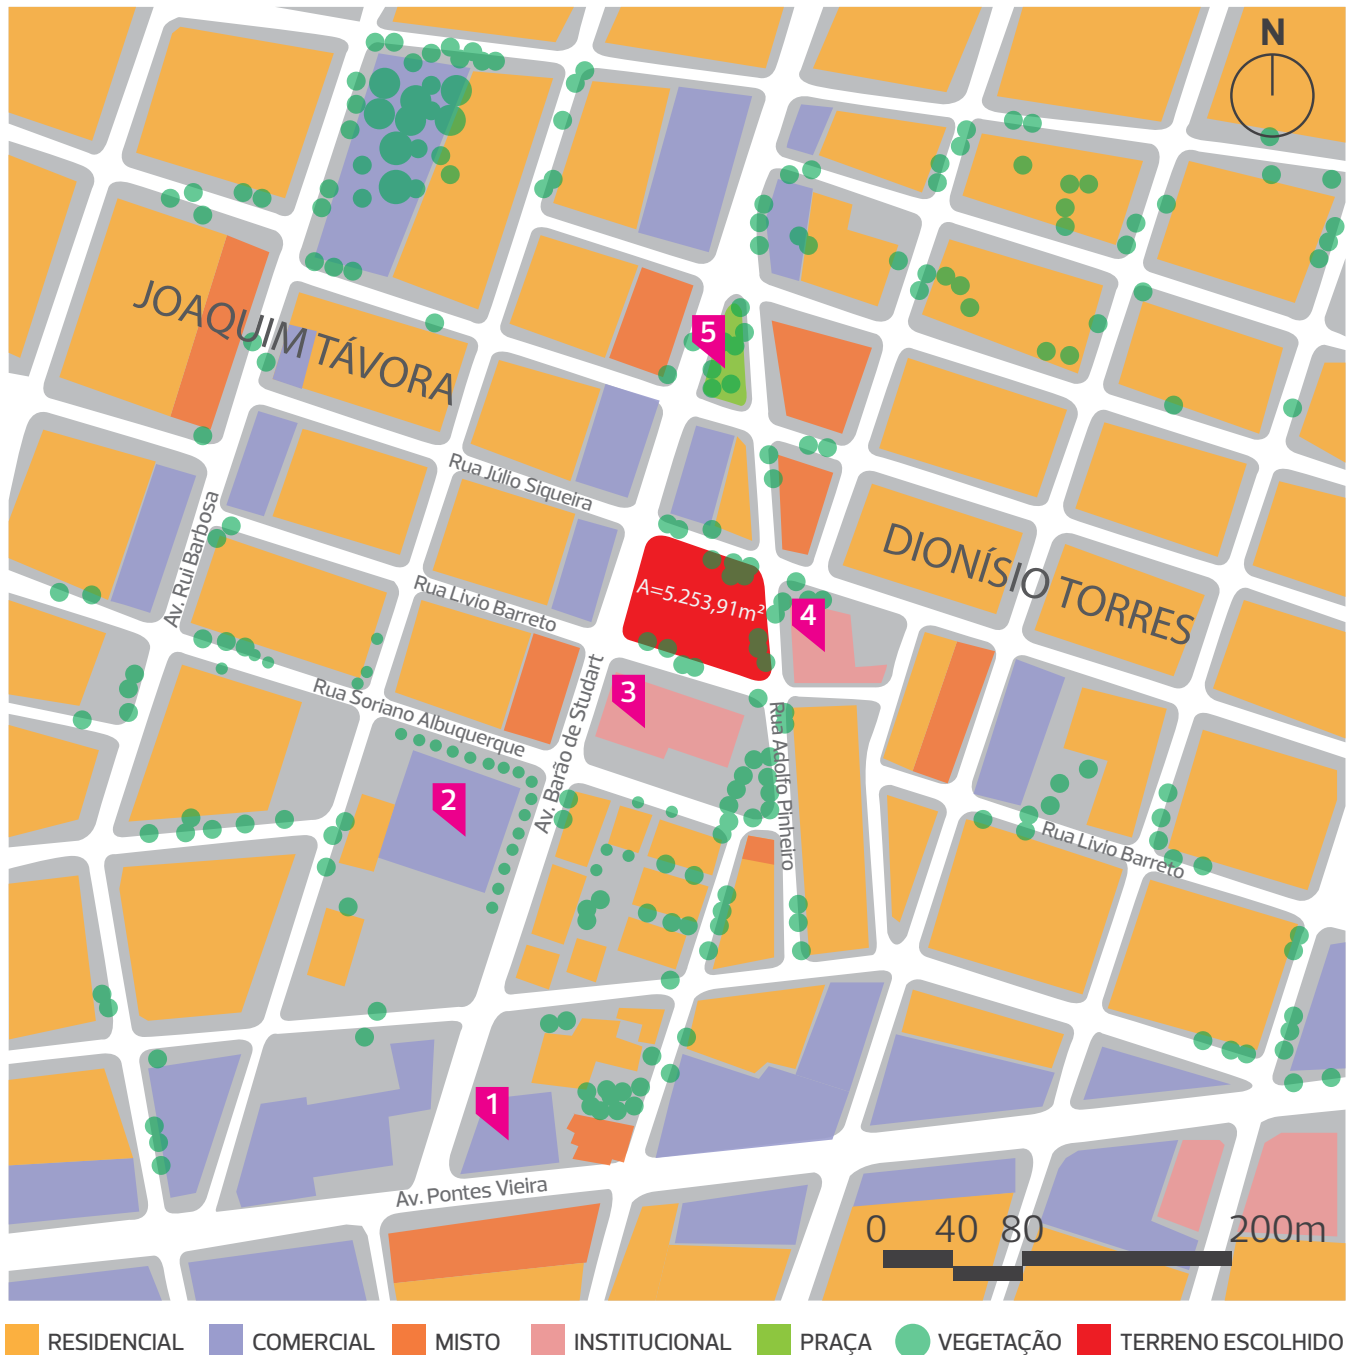 N
5
JOAQUIM TÁVORA
Rua Júlio Siqueira
Av. Rui Barbosa
DIONÍSIO TORRES
Rua Livio Barreto
A=5.253,91m²
4
3
Rua Soriano Albuquerque
Av. Barão de Studart
Rua Adolfo Pinheiro
2
Rua Livio Barreto
1
Av. Pontes Vieira
0 40 80 200m
RESIDENCIAL COMERCIAL MISTO INSTITUCIONAL PRAÇA VEGETAÇÃO TERRENO ESCOLHIDO